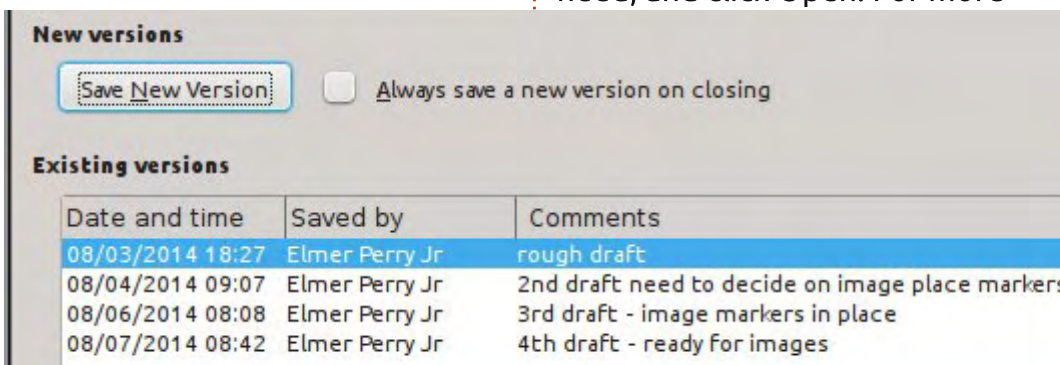 New versions
Save New Version Always save a new version on closing
Existing versions
Date and time Saved by Comments
08/03/2014 18:27 Elmer Perry Jr rough draft
08/04/2014 09:07 Elmer Perry Jr 2nd draft need to decide on image place markers
08/06/2014 08:08 Elmer Perry Jr 3rd draft - image markers in place
08/07/2014 08:42 Elmer Perry Jr 4th draft - ready for images